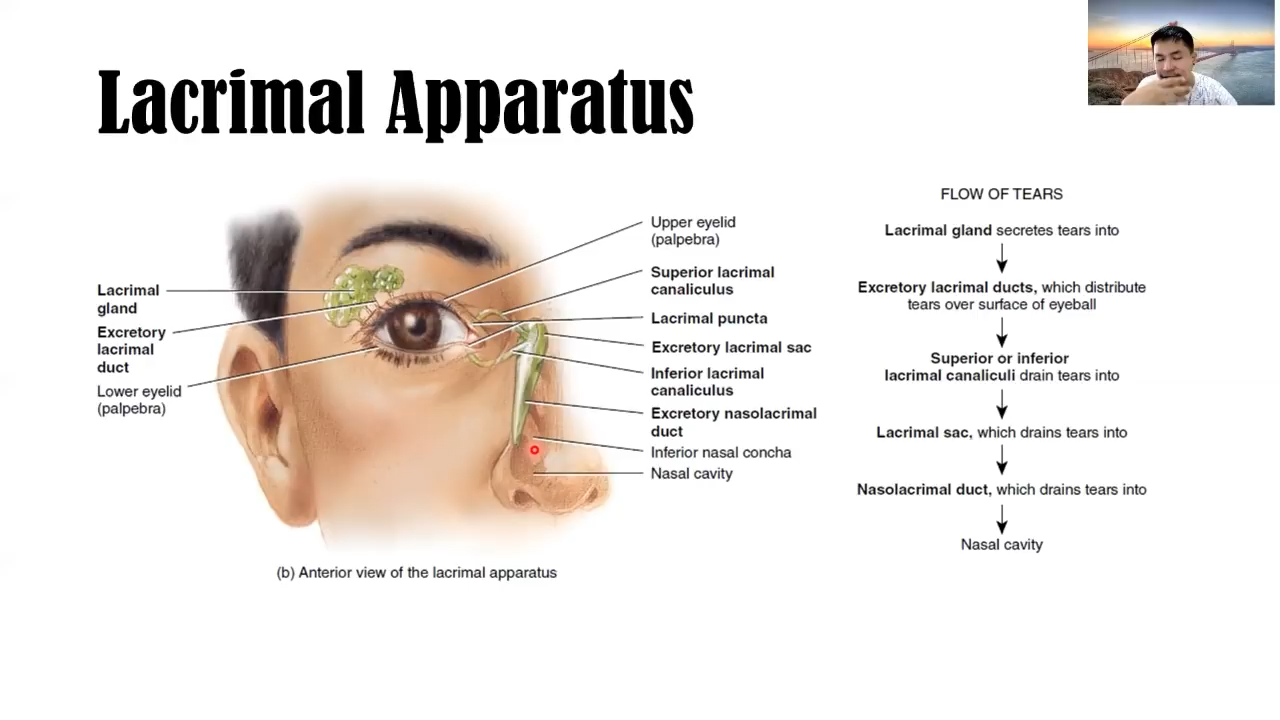 Lacrimal Apparatus
Lacrimal
gland
Excretory
lacrimal
duct
Lower eyelid
(palpebra)
Upper eyelid
(palpebra)
Superior lacrimal
canaliculus
Lacrimal puncta
Excretory lacrimal sac
Inferior lacrimal
canaliculus
Excretory nasolacrimal
duct
Inferior nasal concha
Nasal cavity
(b) Anterior view of the lacrimal apparatus
FLOW OF TEARS
Lacrimal gland secretes tears into
Excretory lacrimal ducts, which distribute
tears over surface of eyeball
Superior or inferior
lacrimal canaliculi drain tears into
Lacrimal sac, which drains tears into
Nasolacrimal duct, which drains tears into
Nasal cavity